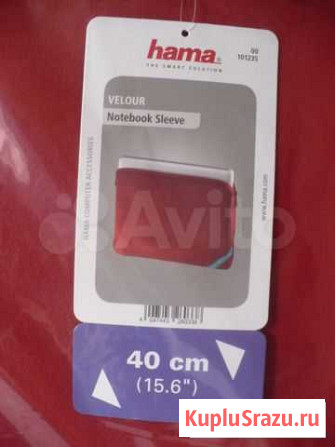 hama®
THE SMART SOLUTION
00
101235
VELOUR
Notebook Sleeve
HAMA COMPUTER ACCESSORIES
www.hama.com
Avito
40 cm
(15.6")
KupluSrazu.ru